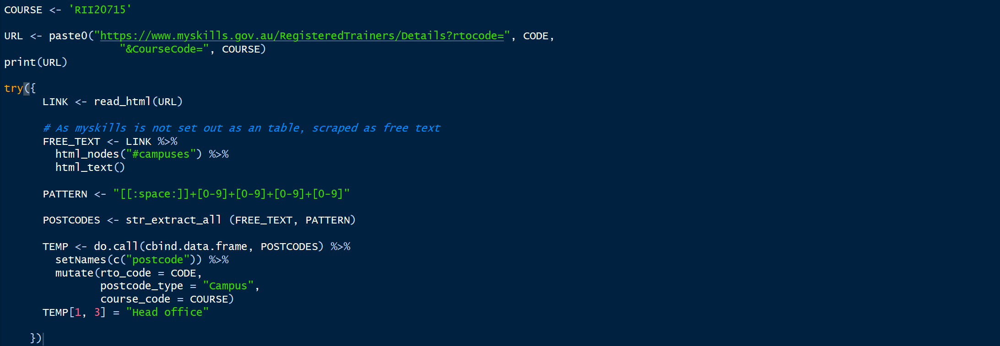 COURSE <- 'RII20715'
URL <- paste0("https://www.myskills.gov.au/RegisteredTrainers/Details?rtocode=", CODE,
"&CourseCode=", COURSE)
print(URL)
try({
LINK <- read_html(URL)
# As myskills is not set out as an table, scraped as free text
FREE_TEXT <- LINK %>%
html_nodes("#campuses") %>%
html_text()
PATTERN <- "[[:space:]]+[0-9]+[0-9]+[0-9]+[0-9]"
POSTCODES <- str_extract_all (FREE_TEXT, PATTERN)
TEMP <- do.call(cbind.data.frame, POSTCODES) %>%
setNames(c("postcode")) %>%
mutate(rto_code = CODE,
postcode_type = "Campus",
course_code = COURSE)
TEMP[1, 3] = "Head office"
})